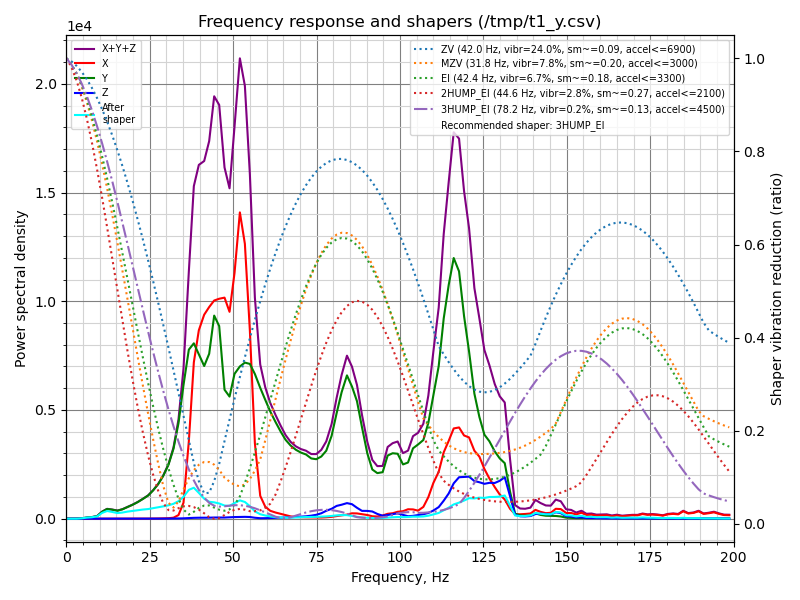 Frequency response and shapers (/tmp/t1_y.csv)
1e4
X+Y+Z
X
Y
Z
After
shaper
ZV (42.0 Hz, vibr=24.0%, sm~=0.09, accel<=6900)
MZV (31.8 Hz, vibr=7.8%, sm~=0.20, accel<=3000)
EI (42.4 Hz, vibr=6.7%, sm~=0.18, accel<=3300)
2HUMP_EI (44.6 Hz, vibr=2.8%, sm~=0.27, accel<=2100)
3HUMP_EI (78.2 Hz, vibr=0.2%, sm~=0.13, accel<=4500)
Recommended shaper: 3HUMP_EI
2.0
1.5
1.0
0.5
0.0
Power spectral density
1.0
0.8
0.6
0.4
0.2
0.0
Shaper vibration reduction (ratio)
0 25 50 75 100 125 150 175 200
Frequency, Hz